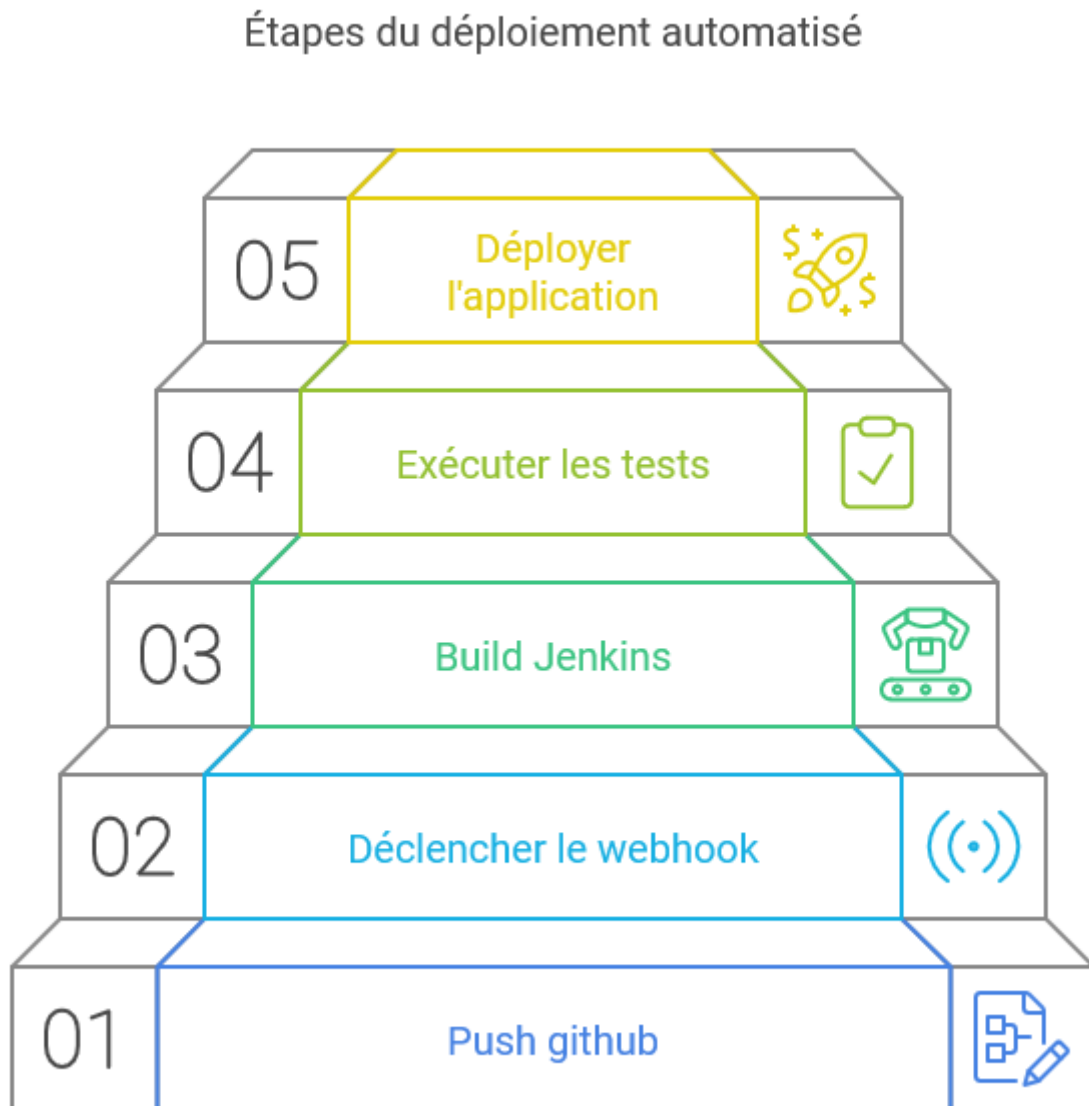 Étapes du déploiement automatisé
05
Déployer
l'application
$
$
04
Exécuter les tests
03
Build Jenkins
02
Déclencher le webhook
01
Push github